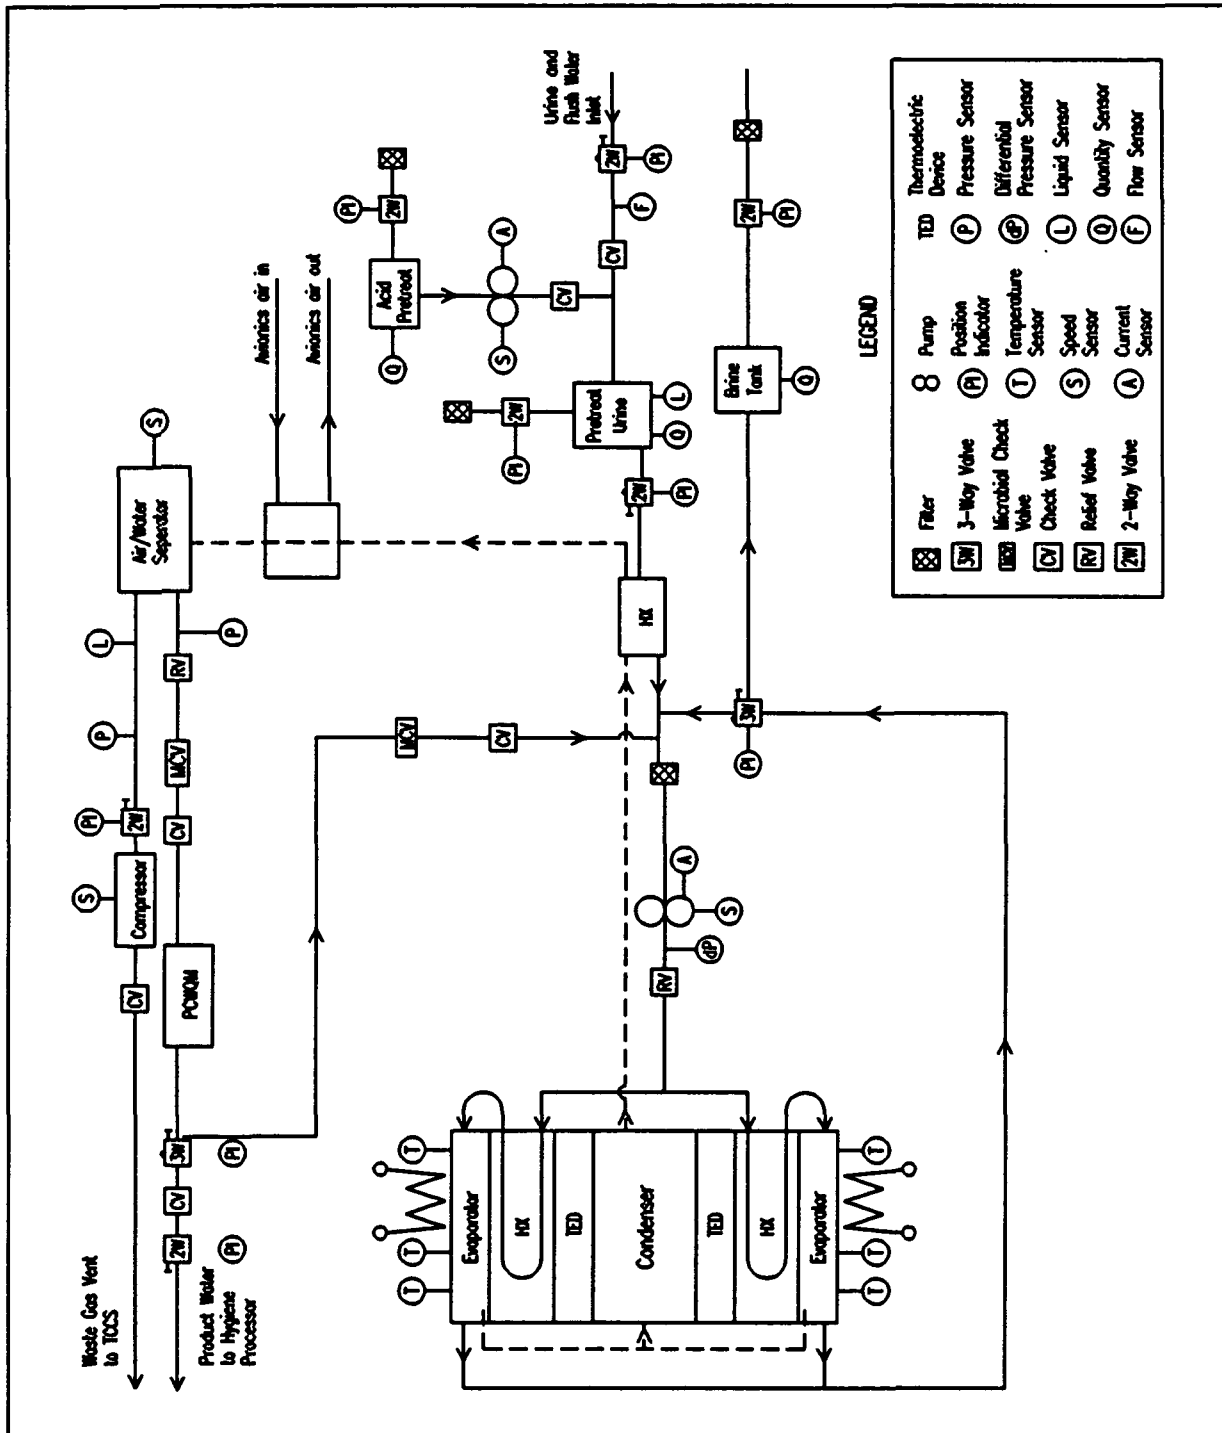 Waste Gas Vent
to TCCS
Product Water
to Hygiene
Processor
CV
Compressor
S
2W
PI
P
L
Air/Water
Seperator
S
2W
PI
CV
3W
PI
PCWQM
CV
MCV
RV
P
Avionics air in
Avionics air out
MCV
CV
Q
Acid
Pretreat
2W
PI
S
A
CV
Urine and
Flush Water
Inlet
2W
PI
F
CV
Pretreat
Urine
2W
PI
Q
L
2W
PI
HX
3W
PI
Brine
Tank
Q
2W
PI
A
S
dP
RV
T
T
T
Evaporator
HX
TED
Condenser
TED
HX
Evaporator
T
T
T
LEGEND
Filter
3W 3-Way Valve
MCV Microbial Check
Valve
CV Check Valve
RV Relief Valve
2W 2-Way Valve
Pump
PI Position
Indicator
T Temperature
Sensor
S Speed
Sensor
A Current
Sensor
TED Thermoelectric
Device
P Pressure Sensor
dP Differential
Pressure Sensor
L Liquid Sensor
Q Quantity Sensor
F Flow Sensor